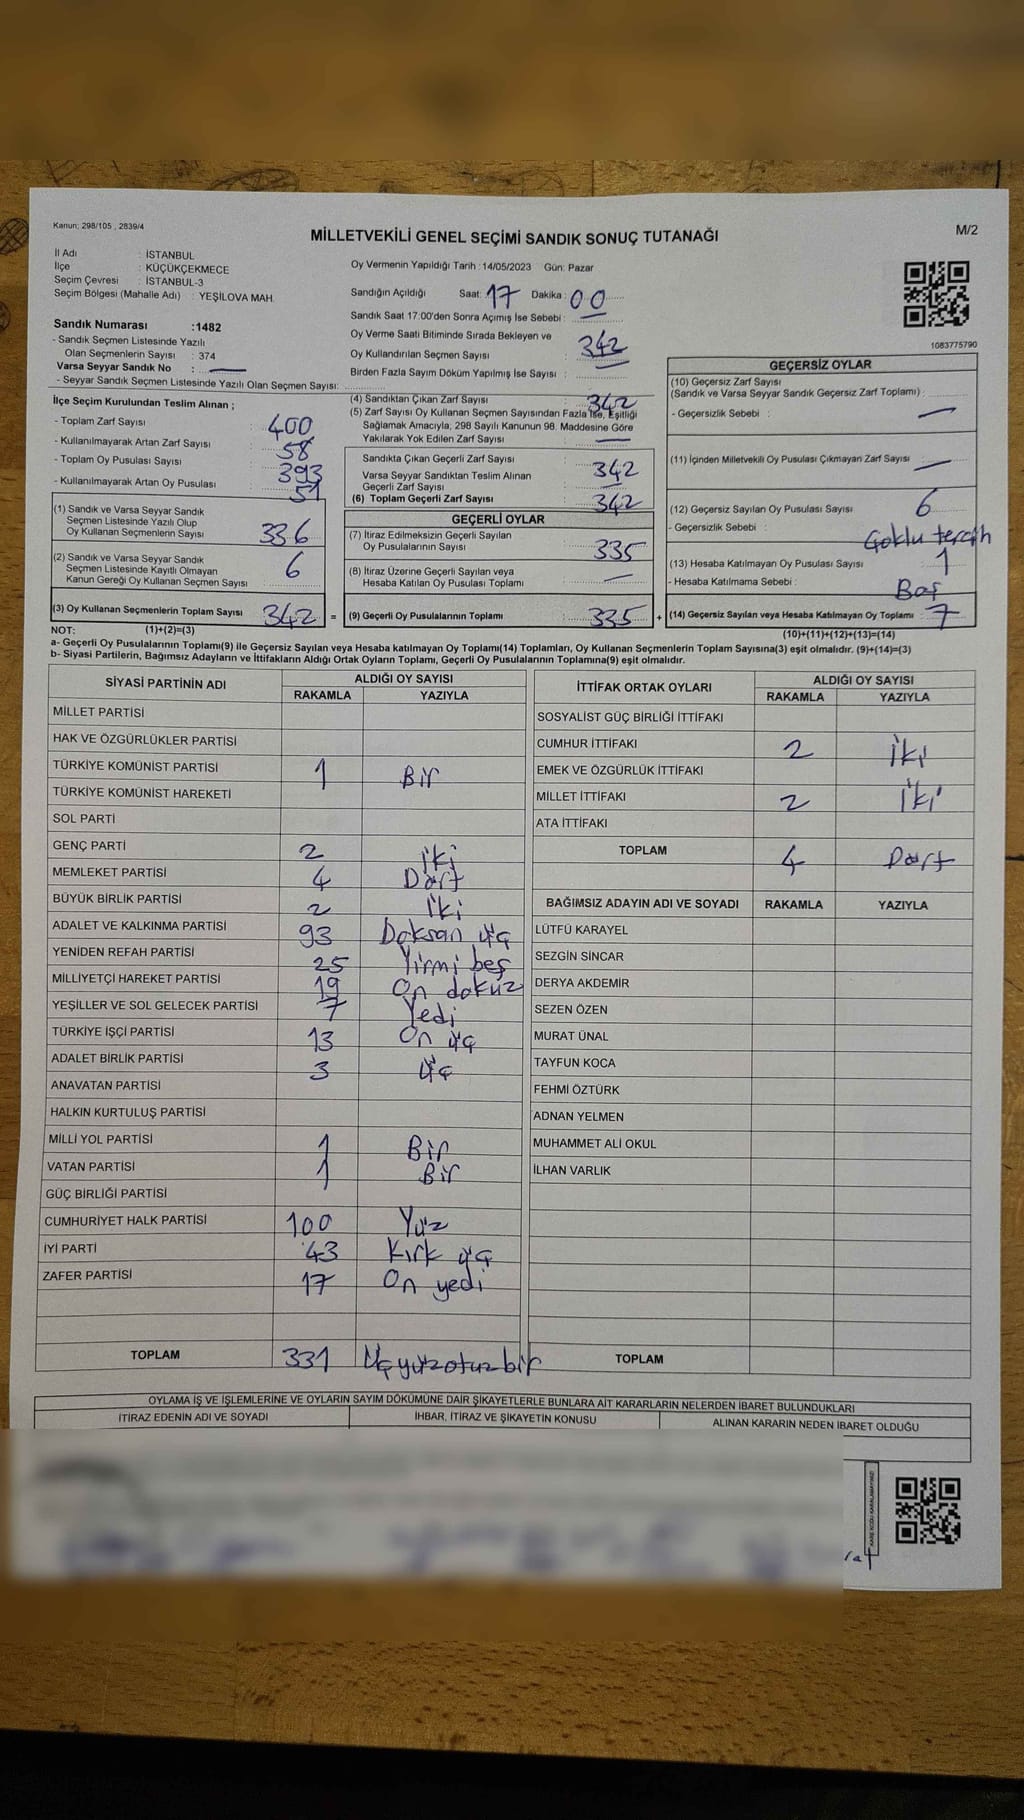 Kanun; 298/105 , 2839/4
MİLLETVEKİLİ GENEL SEÇİMİ SANDIK SONUÇ TUTANAĞI
M/2
İl Adı : İSTANBUL
İlçe : KÜÇÜKÇEKMECE
Seçim Çevresi : İSTANBUL-3
Seçim Bölgesi (Mahalle Adı) : YEŞİLOVA MAH.
Sandık Numarası :1482
- Sandık Seçmen Listesinde Yazılı
Olan Seçmenlerin Sayısı : 374
Varsa Seyyar Sandık No :
- Seyyar Sandık Seçmen Listesinde Yazılı Olan Seçmen Sayısı:
Oy Vermenin Yapıldığı Tarih :14/05/2023 Gün: Pazar
Sandığın Açıldığı Saat: 17 Dakika : 00
Sandık Saat 17:00'den Sonra Açımış İse Sebebi :
Oy Verme Saati Bitiminde Sırada Bekleyen ve
Oy Kullandırılan Seçmen Sayısı : 342
Birden Fazla Sayım Döküm Yapılmış İse Sayısı :
1083775790
İlçe Seçim Kurulundan Teslim Alınan ;
- Toplam Zarf Sayısı : 400
- Kullanılmayarak Artan Zarf Sayısı : 58
- Toplam Oy Pusulası Sayısı : 393
- Kullanılmayarak Artan Oy Pusulası : 51
(1) Sandık ve Varsa Seyyar Sandık
Seçmen Listesinde Yazılı Olup
Oy Kullanan Seçmenlerin Sayısı : 336
(2) Sandık ve Varsa Seyyar Sandık
Seçmen Listesinde Kayıtlı Olmayan
Kanun Gereği Oy Kullanan Seçmen Sayısı : 6
(3) Oy Kullanan Seçmenlerin Toplam Sayısı 342 =
(1)+(2)=(3)
(4) Sandıktan Çıkan Zarf Sayısı : 342
(5) Zarf Sayısı Oy Kullanan Seçmen Sayısından Fazla İse, Eşitliği
Sağlamak Amacıyla, 298 Sayılı Kanunun 98. Maddesine Göre
Yakılarak Yok Edilen Zarf Sayısı :
Sandıkta Çıkan Geçerli Zarf Sayısı : 342
Varsa Seyyar Sandıktan Teslim Alınan
Geçerli Zarf Sayısı :
(6) Toplam Geçerli Zarf Sayısı : 342
GEÇERLİ OYLAR
(7) İtiraz Edilmeksizin Geçerli Sayılan
Oy Pusulalarının Sayısı : 335
(8) İtiraz Üzerine Geçerli Sayılan veya
Hesaba Katılan Oy Pusulası Toplamı :
(9) Geçerli Oy Pusulalarının Toplamı : 335 +
GEÇERSİZ OYLAR
(10) Geçersiz Zarf Sayısı
(Sandık ve Varsa Seyyar Sandık Geçersiz Zarf Toplamı) :
- Geçersizlik Sebebi :
(11) İçinden Milletvekili Oy Pusulası Çıkmayan Zarf Sayısı :
(12) Geçersiz Sayılan Oy Pusulası Sayısı : 6
- Geçersizlik Sebebi : Çoklu tercih
(13) Hesaba Katılmayan Oy Pusulası Sayısı : 1
- Hesaba Katılmama Sebebi : Boş
(14) Geçersiz Sayılan veya Hesaba Katılmayan Oy Toplamı : 7
(10)+(11)+(12)+(13)=(14)
NOT:
a- Geçerli Oy Pusulalarının Toplamı(9) ile Geçersiz Sayılan veya Hesaba katılmayan Oy Toplamı(14) Toplamları, Oy Kullanan Seçmenlerin Toplam Sayısına(3) eşit olmalıdır. (9)+(14)=(3)
b- Siyasi Partilerin, Bağımsız Adayların ve İttifakların Aldığı Ortak Oyların Toplamı, Geçerli Oy Pusulalarının Toplamına(9) eşit olmalıdır.
SİYASİ PARTİNİN ADI ALDIĞI OY SAYISI
RAKAMLA YAZIYLA
MİLLET PARTİSİ
HAK VE ÖZGÜRLÜKLER PARTİSİ
TÜRKİYE KOMÜNİST PARTİSİ 1 Bir
TÜRKİYE KOMÜNİST HAREKETİ
SOL PARTİ
GENÇ PARTİ 2 İki
MEMLEKET PARTİSİ 4 Dört
BÜYÜK BİRLİK PARTİSİ 2 İki
ADALET VE KALKINMA PARTİSİ 93 Doksan üç
YENİDEN REFAH PARTİSİ 25 Yirmi beş
MİLLİYETÇİ HAREKET PARTİSİ 19 On dokuz
YEŞİLLER VE SOL GELECEK PARTİSİ 7 Yedi
TÜRKİYE İŞÇİ PARTİSİ 13 On üç
ADALET BİRLİK PARTİSİ 3 Üç
ANAVATAN PARTİSİ
HALKIN KURTULUŞ PARTİSİ
MİLLİ YOL PARTİSİ 1 Bir
VATAN PARTİSİ 1 Bir
GÜÇ BİRLİĞİ PARTİSİ
CUMHURİYET HALK PARTİSİ 100 Yüz
İYİ PARTİ 43 Kırk üç
ZAFER PARTİSİ 17 On yedi
TOPLAM 331 Üçyüzotuzbir
İTTİFAK ORTAK OYLARI ALDIĞI OY SAYISI
RAKAMLA YAZIYLA
SOSYALİST GÜÇ BİRLİĞİ İTTİFAKI
CUMHUR İTTİFAKI 2 İki
EMEK VE ÖZGÜRLÜK İTTİFAKI
MİLLET İTTİFAKI 2 İki
ATA İTTİFAKI
TOPLAM 4 Dört
BAĞIMSIZ ADAYIN ADI VE SOYADI RAKAMLA YAZIYLA
LÜTFÜ KARAYEL
SEZGİN SİNCAR
DERYA AKDEMİR
SEZEN ÖZEN
MURAT ÜNAL
TAYFUN KOCA
FEHMİ ÖZTÜRK
ADNAN YELMEN
MUHAMMET ALİ OKUL
İLHAN VARLIK
TOPLAM
OYLAMA İŞ VE İŞLEMLERİNE VE OYLARIN SAYIM DÖKÜMÜNE DAİR ŞİKAYETLERLE BUNLARA AİT KARARLARIN NELERDEN İBARET BULUNDUKLARI
İTİRAZ EDENİN ADI VE SOYADI İHBAR, İTİRAZ VE ŞİKAYETİN KONUSU ALINAN KARARIN NEDEN İBARET OLDUĞU
KARE KODU KARALAMAYINIZ!